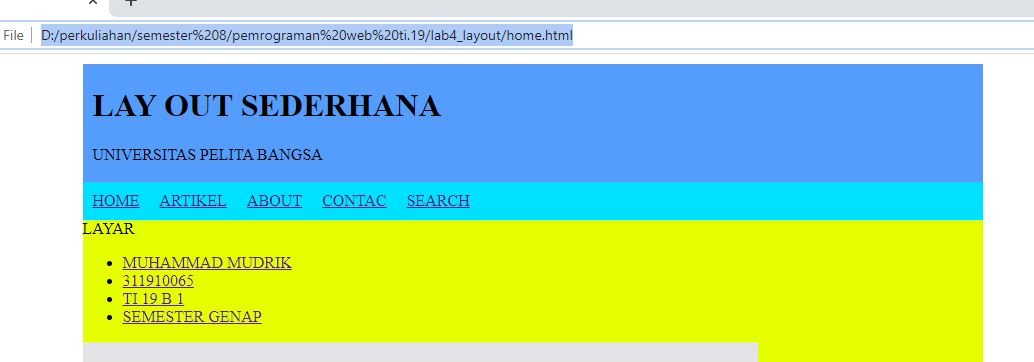 File D:/perkuliahan/semester%208/pemrograman%20web%20ti.19/lab4_layout/home.html
LAY OUT SEDERHANA
UNIVERSITAS PELITA BANGSA
HOME ARTIKEL ABOUT CONTAC SEARCH
LAYAR
MUHAMMAD MUDRIK
311910065
TI 19 B 1
SEMESTER GENAP